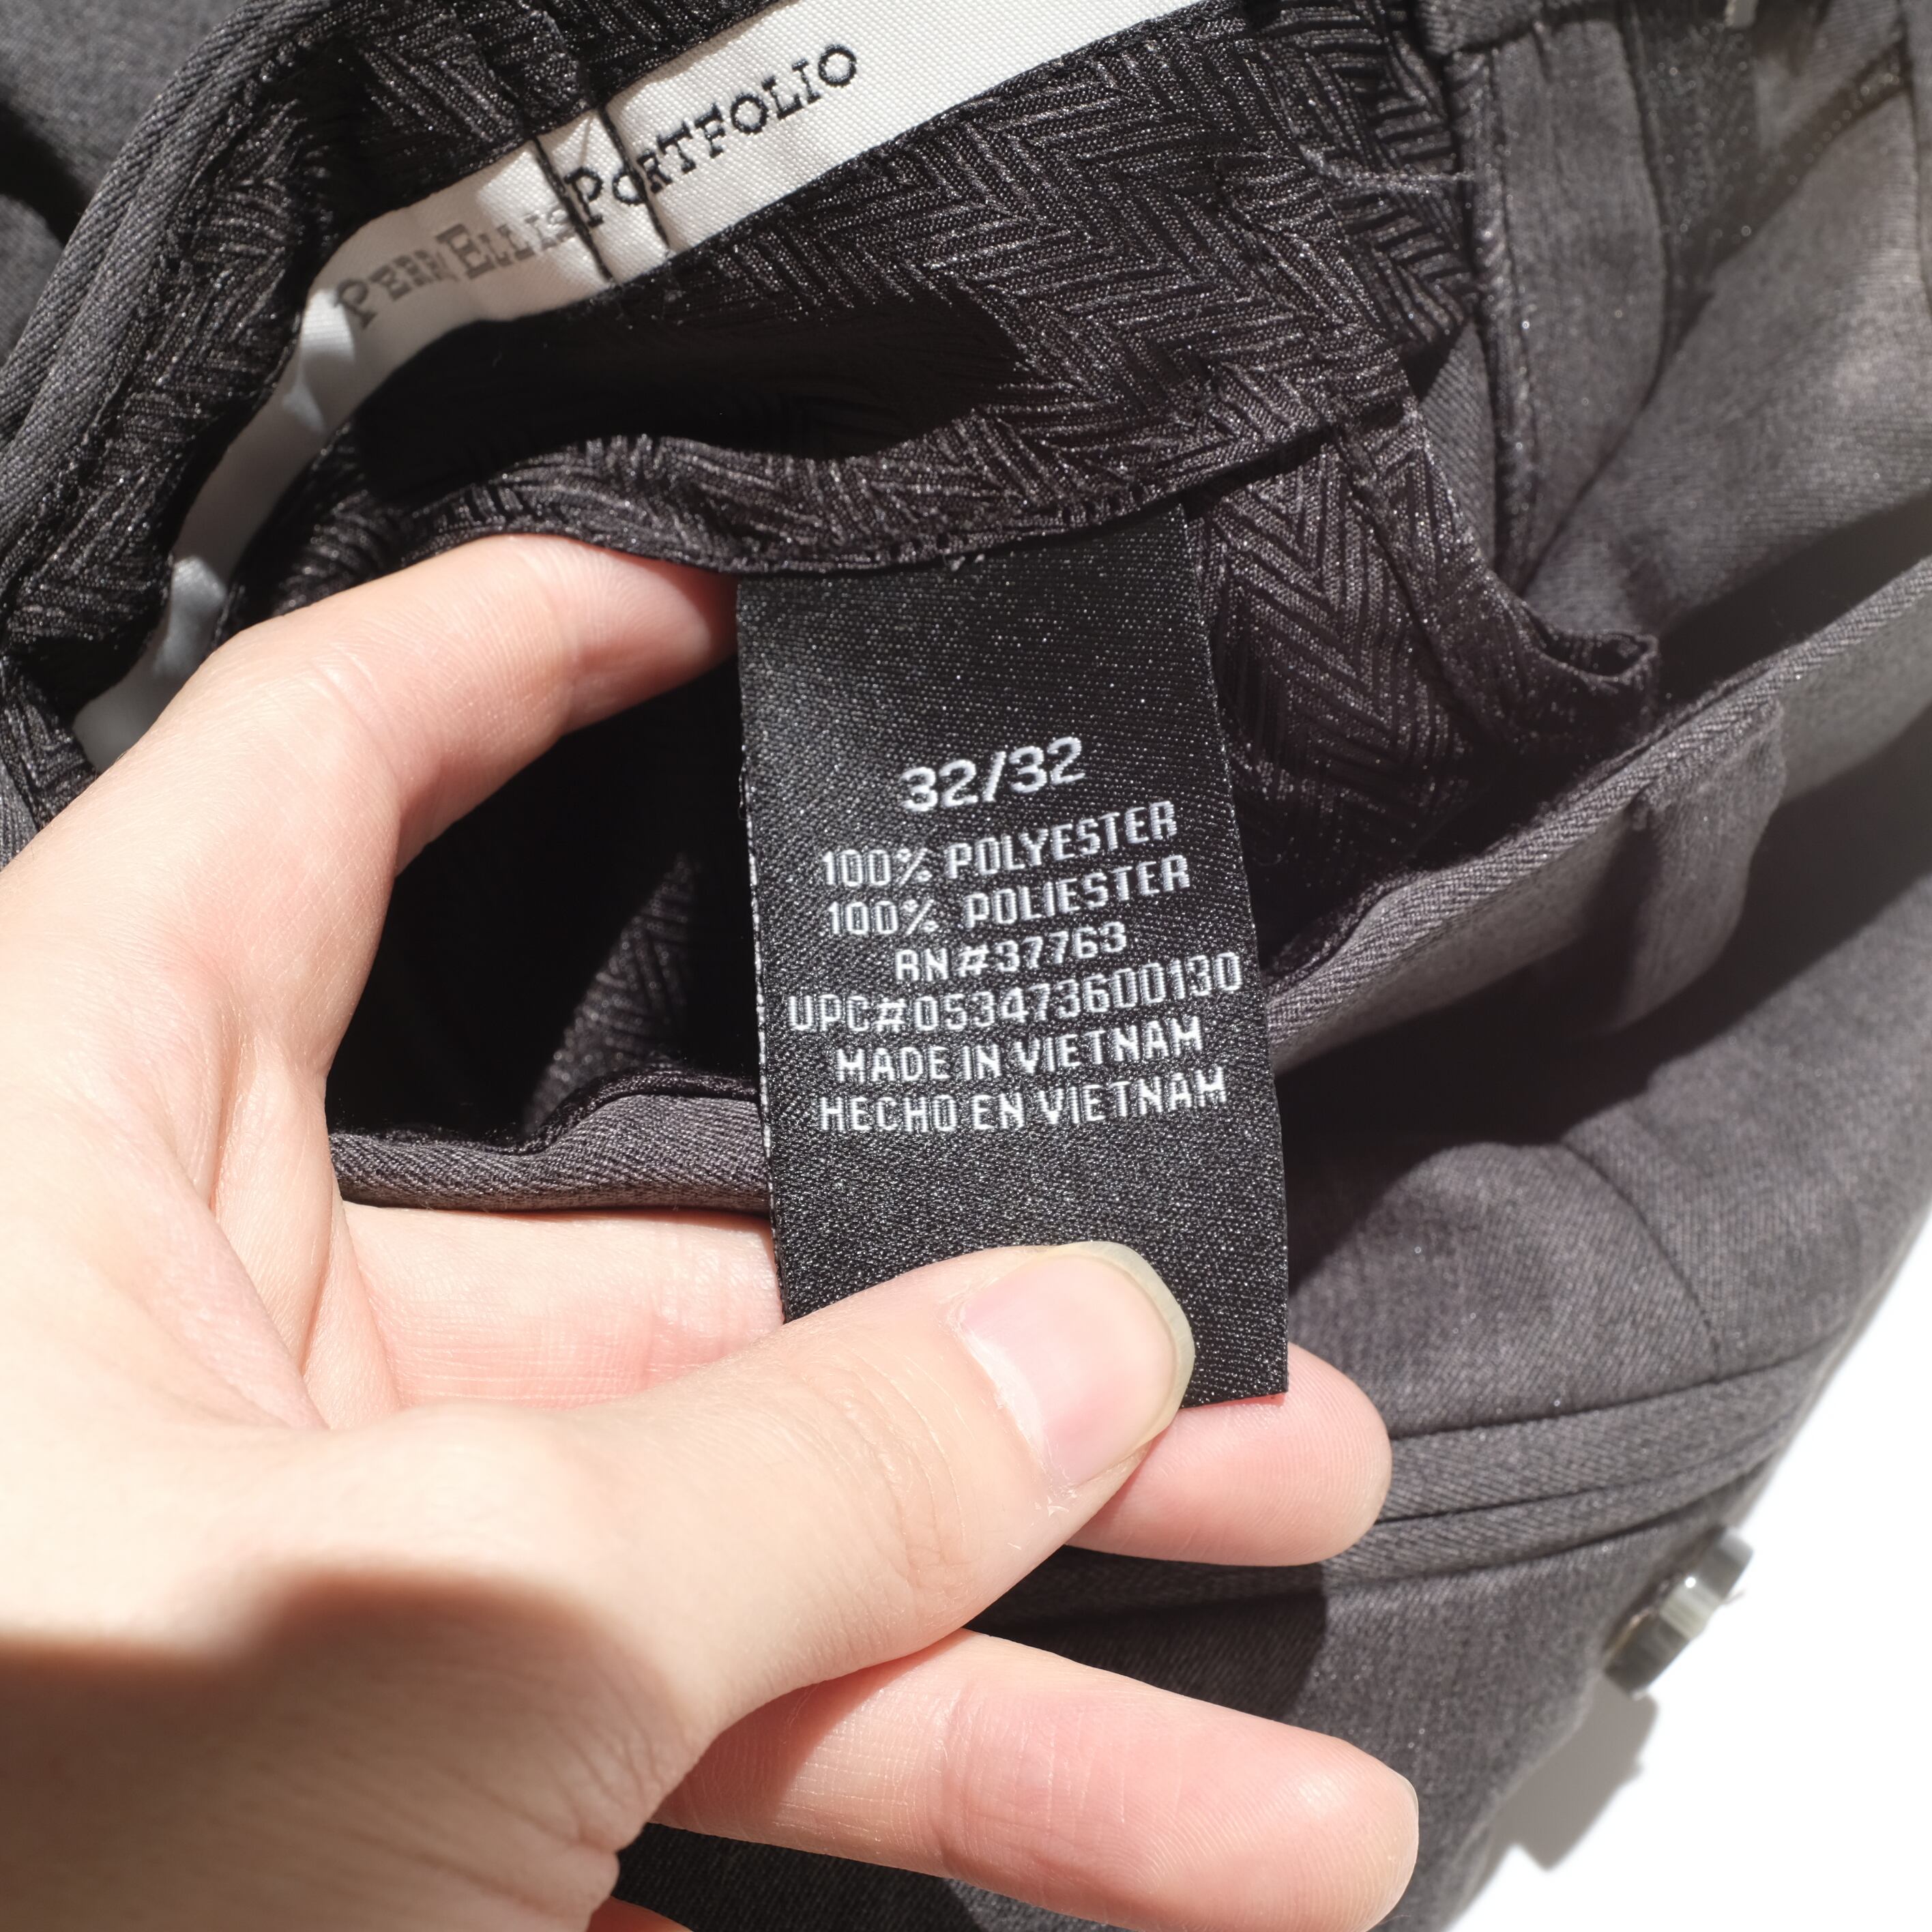 PERRY ELLIS PORTFOLIO
32/32
100% POLYESTER
100% POLIESTER
RN#37763
UPC#053473600130
MADE IN VIETNAM
HECHO EN VIETNAM